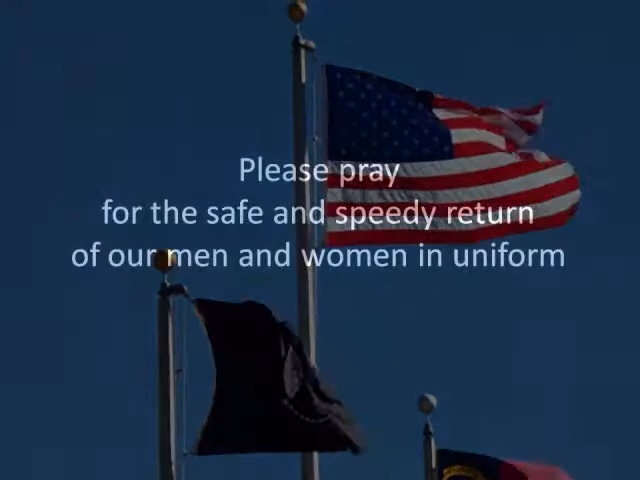 Please pray
for the safe and speedy return
of our men and women in uniform